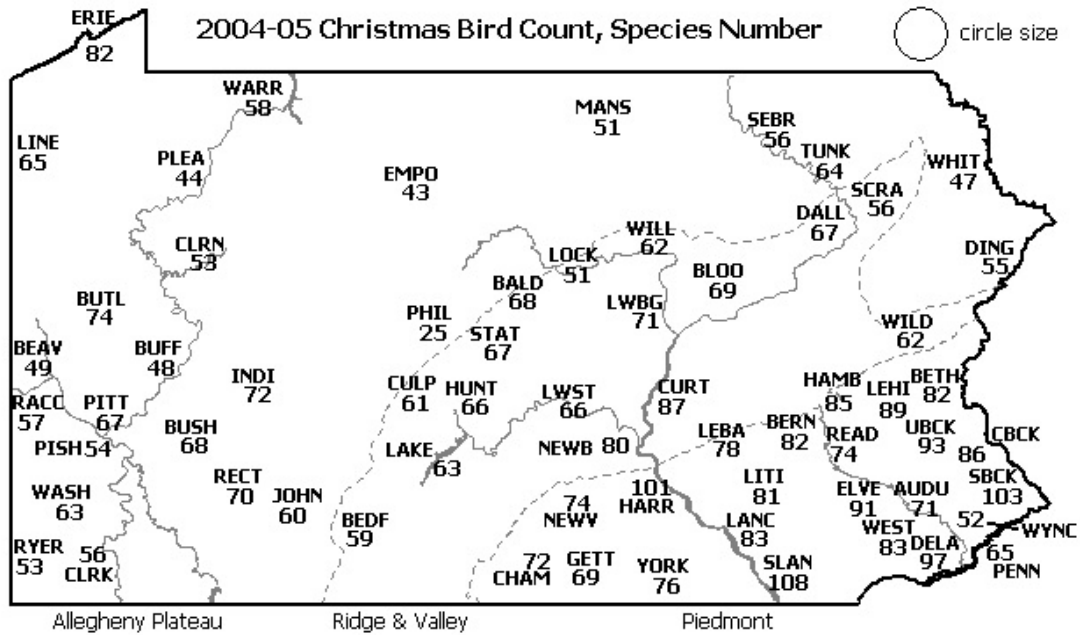 ERIE
82
2004-05 Christmas Bird Count, Species Number
circle size
WARR
58
MANS
51
SEBR
56
LINE
65
PLEA
44
TUNK
64
WHIT
47
EMPO
43
SCRA
56
DALL
67
CLRN
53
WILL
62
LOCK
51
DING
55
BLOO
69
BALD
68
BUTL
74
LWBG
71
PHIL
25
STAT
67
WILD
62
BEAV
49
BUFF
48
INDI
72
CULP
61
HUNT
66
LWST
66
CURT
87
HAMB
85
LEHI
89
BETH
82
RACC
57
PITT
67
BUSH
68
LEBA
78
BERN
82
READ
74
UBCK
93
CBCK
86
PISH 54
LAKE 63
NEWB 80
RECT
70
LITI
81
SBCK
103
WASH
63
JOHN
60
101
HARR
ELVE
91
AUDU
71
74
NEWV
BEDF
59
LANC
83
WEST
83
52
WYNC
RYER
53
56
CLRK
DELA
97
65
PENN
72
CHAM
GETT
69
YORK
76
SLAN
108
Allegheny Plateau Ridge & Valley Piedmont